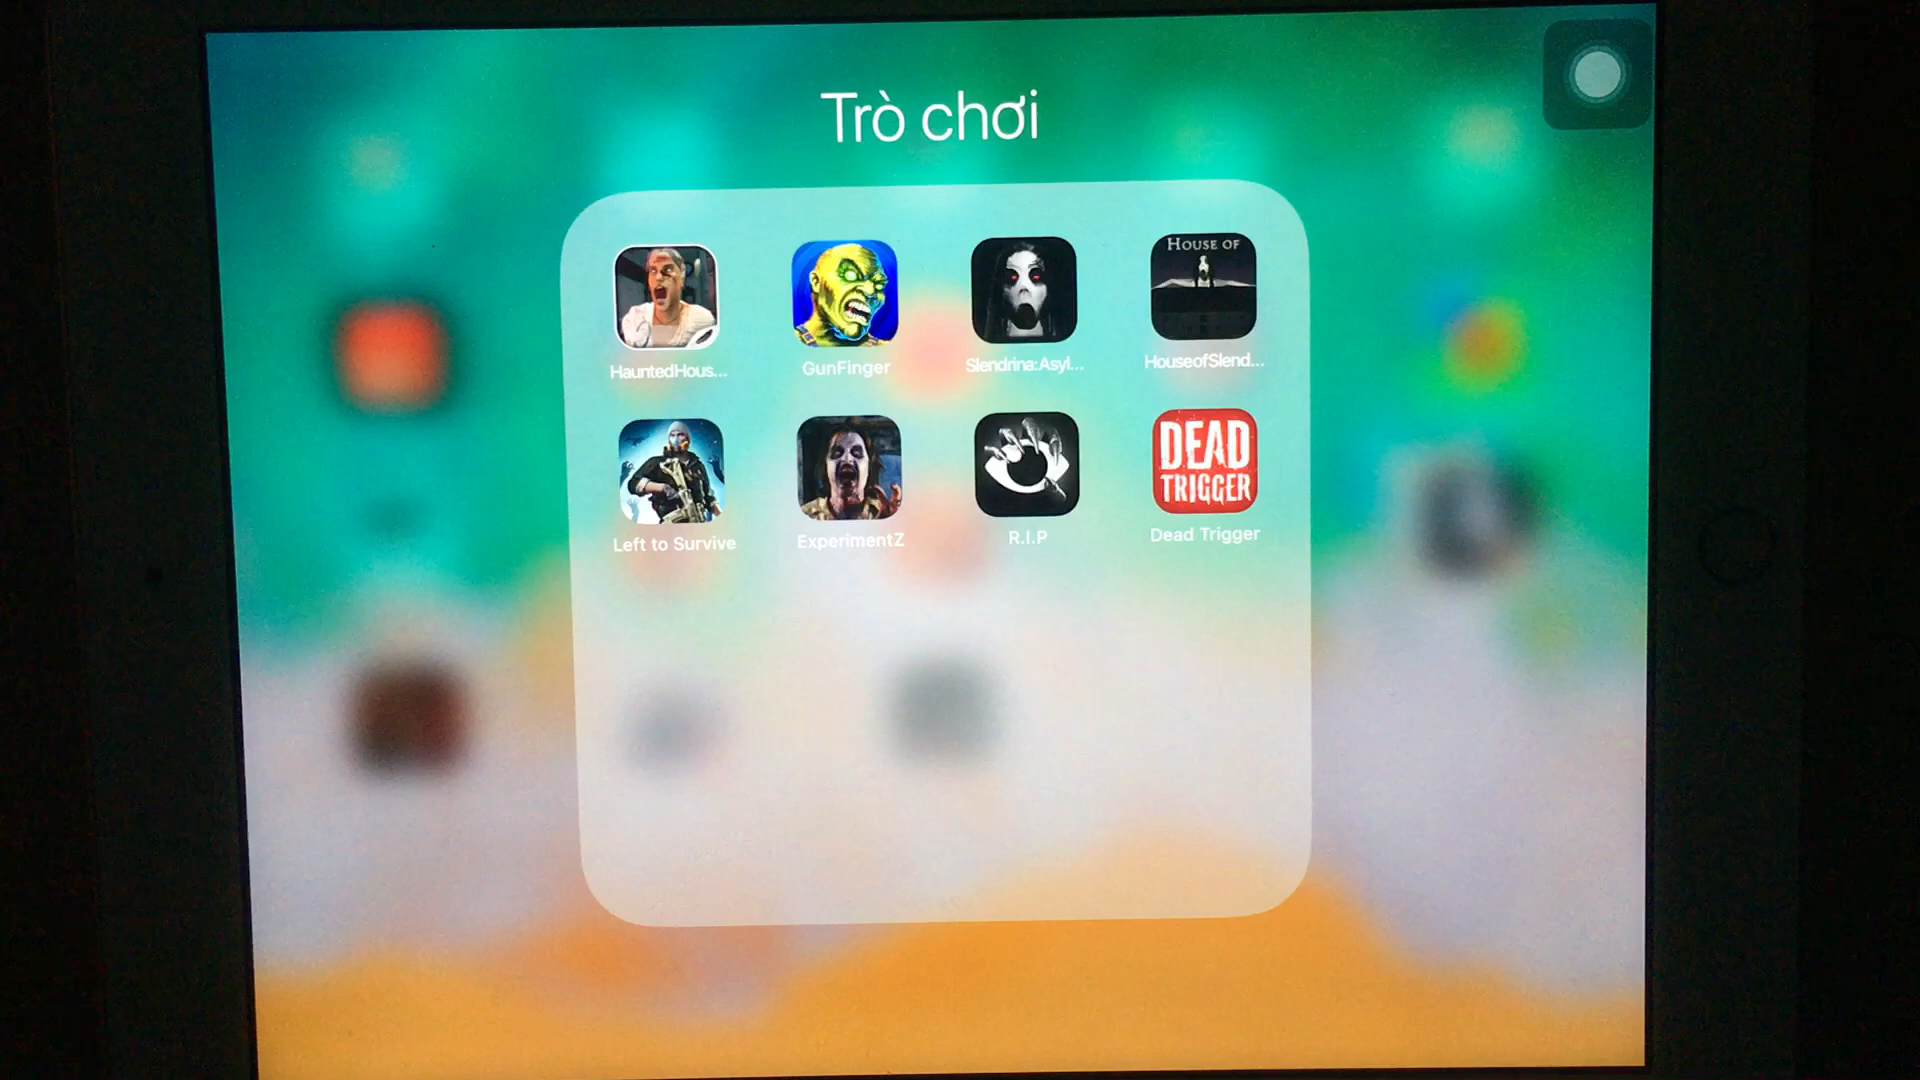 Trò chơi
HOUSE OF
HauntedHous...
GunFinger
Slendrina:Asyl...
HouseofSlend...
DEAD
TRIGGER
Left to Survive
ExperimentZ
R.I.P
Dead Trigger